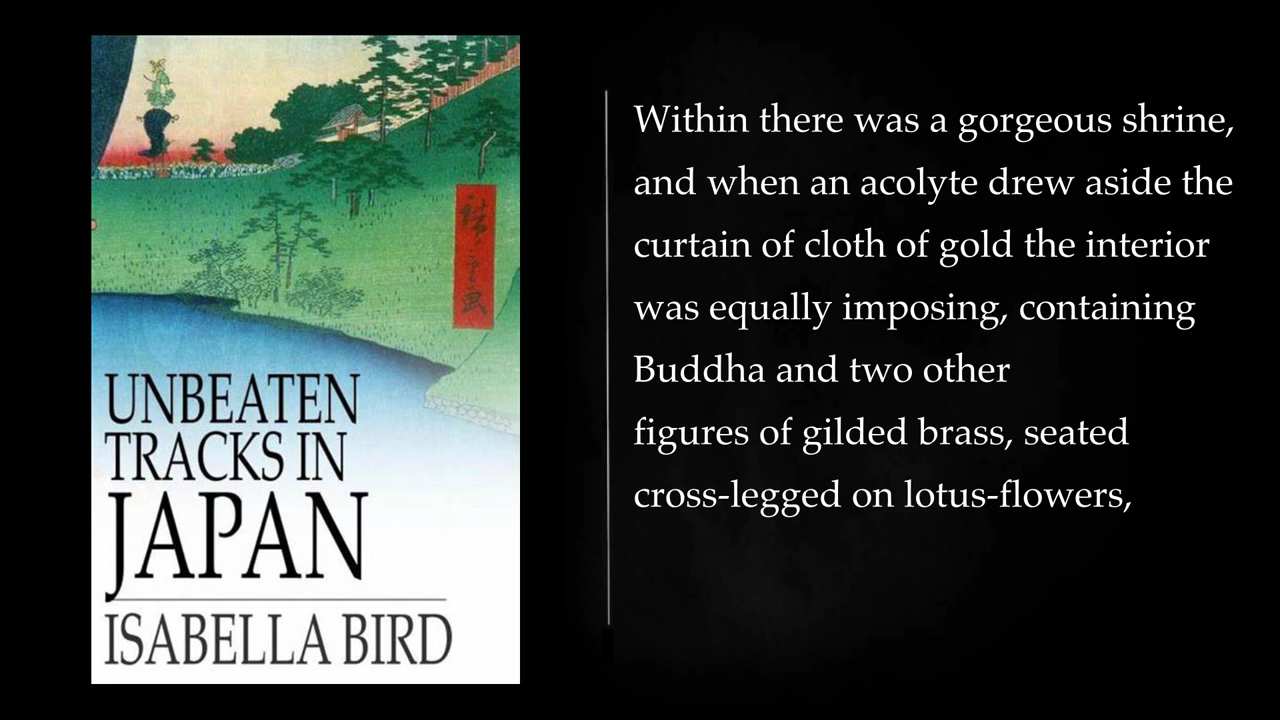 UNBEATEN
TRACKS IN
JAPAN
ISABELLA BIRD
Within there was a gorgeous shrine,
and when an acolyte drew aside the
curtain of cloth of gold the interior
was equally imposing, containing
Buddha and two other
figures of gilded brass, seated
cross-legged on lotus-flowers,